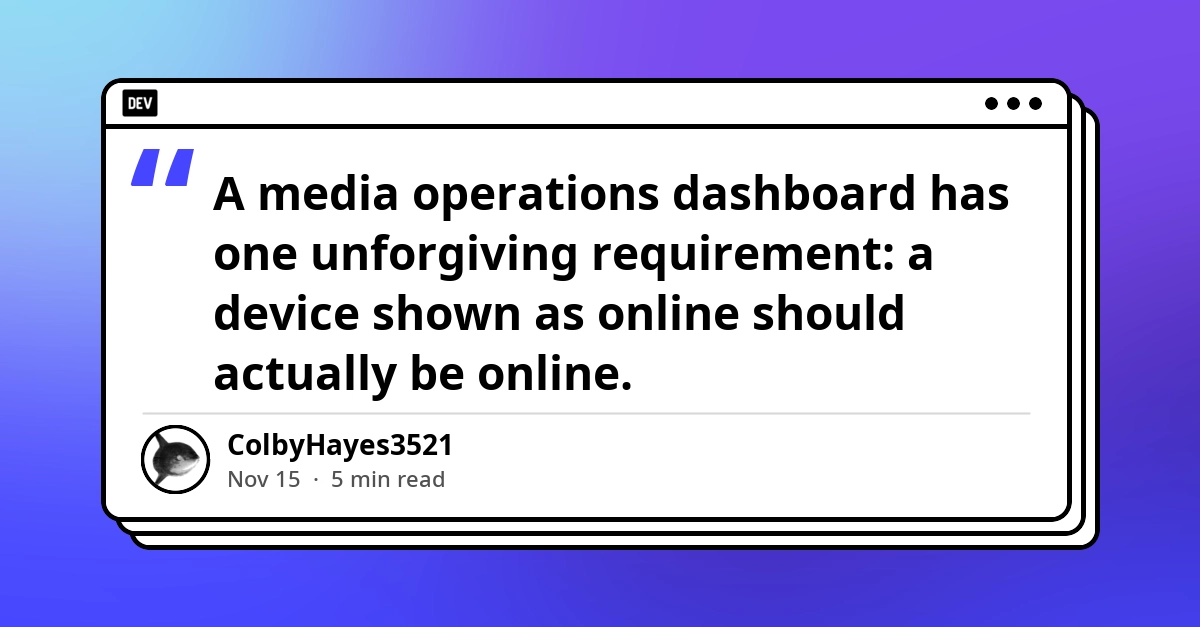 DEV
“ A media operations dashboard has
one unforgiving requirement: a
device shown as online should
actually be online.
ColbyHayes3521
Nov 15 · 5 min read